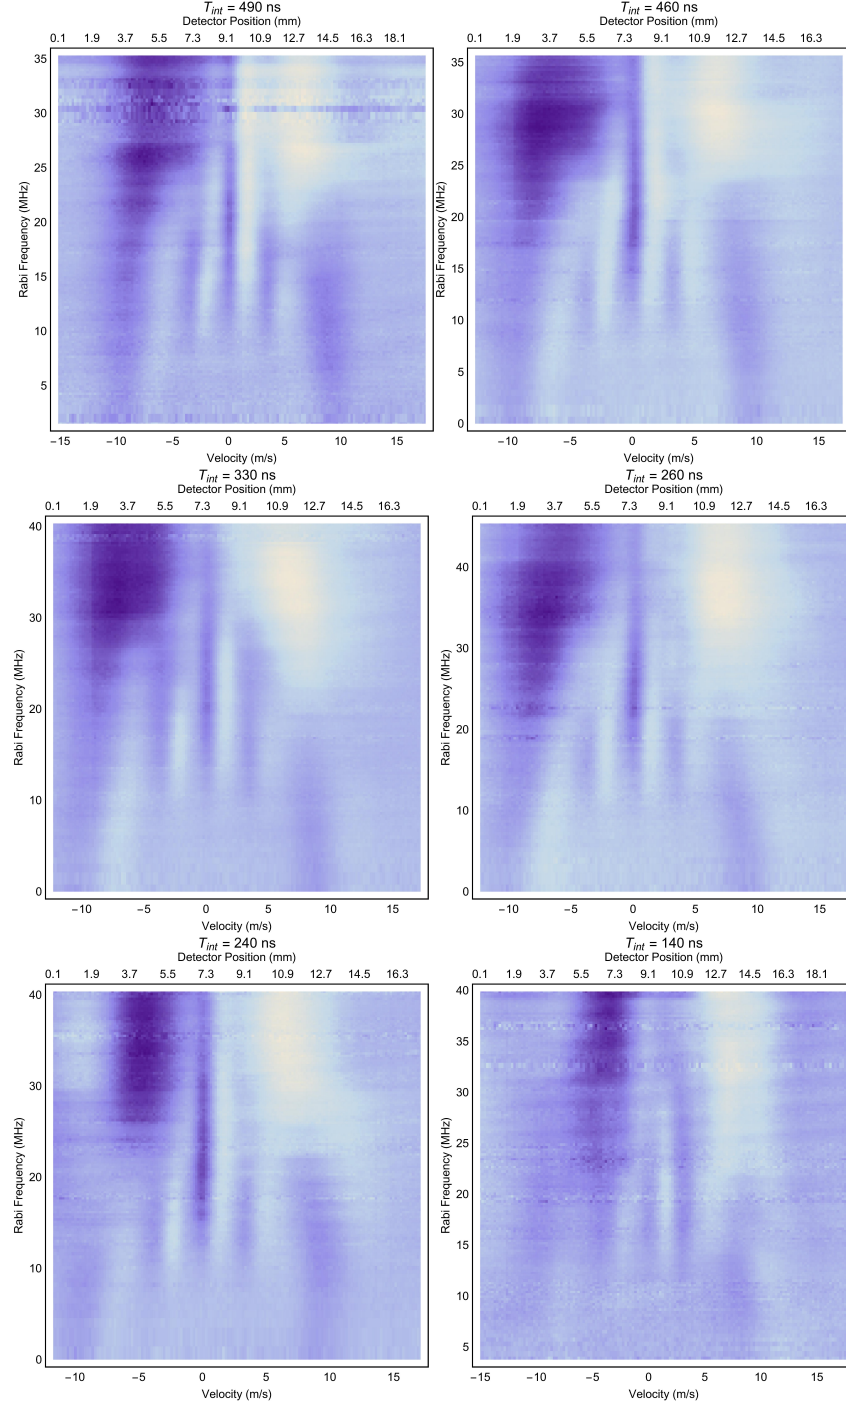 T_int = 490 ns
Detector Position (mm)
0.1 1.9 3.7 5.5 7.3 9.1 10.9 12.7 14.5 16.3 18.1
35
30
25
20
15
10
5
Rabi Frequency (MHz)
−15 −10 −5 0 5 10 15
Velocity (m/s)
T_int = 460 ns
Detector Position (mm)
0.1 1.9 3.7 5.5 7.3 9.1 10.9 12.7 14.5 16.3
35
30
25
20
15
10
5
0
Rabi Frequency (MHz)
−10 −5 0 5 10 15
Velocity (m/s)
T_int = 330 ns
Detector Position (mm)
0.1 1.9 3.7 5.5 7.3 9.1 10.9 12.7 14.5 16.3
40
30
20
10
0
Rabi Frequency (MHz)
−10 −5 0 5 10 15
Velocity (m/s)
T_int = 260 ns
Detector Position (mm)
0.1 1.9 3.7 5.5 7.3 9.1 10.9 12.7 14.5 16.3
40
30
20
10
0
Rabi Frequency (MHz)
−10 −5 0 5 10 15
Velocity (m/s)
T_int = 240 ns
Detector Position (mm)
0.1 1.9 3.7 5.5 7.3 9.1 10.9 12.7 14.5 16.3
40
30
20
10
0
Rabi Frequency (MHz)
−10 −5 0 5 10 15
Velocity (m/s)
T_int = 140 ns
Detector Position (mm)
0.1 1.9 3.7 5.5 7.3 9.1 10.9 12.7 14.5 16.3 18.1
40
35
30
25
20
15
10
5
Rabi Frequency (MHz)
−15 −10 −5 0 5 10 15
Velocity (m/s)